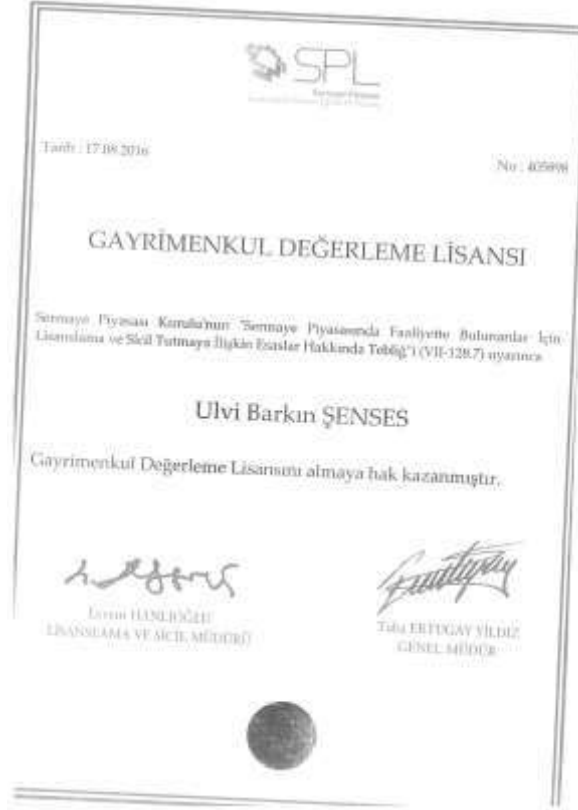 SPL
Tarih : 17.08.2016
No : 405898
GAYRİMENKUL DEĞERLEME LİSANSI
Sermaye Piyasası Kurulu'nun "Sermaye Piyasasında Faaliyette Bulunanlar İçin
Lisanslama ve Sicil Tutmaya İlişkin Esaslar Hakkında Tebliğ"i (VII-128.7) uyarınca
Ulvi Barkın ŞENSES
Gayrimenkul Değerleme Lisansını almaya hak kazanmıştır.
HANLIOĞLU
LİSANSLAMA VE SİCİL MÜDÜRÜ
Tuba ERTUGAY YILDIZ
GENEL MÜDÜR